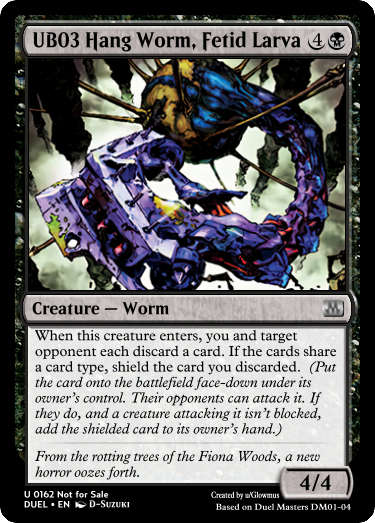 UB03 Hang Worm, Fetid Larva 4
Creature — Worm
When this creature enters, you and target
opponent each discard a card. If the cards share
a card type, shield the card you discarded. (Put
the card onto the battlefield face-down under its
owner's control. Their opponents can attack it. If
they do, and a creature attacking it isn't blocked,
add the shielded card to its owner's hand.)
From the rotting trees of the Fiona Woods, a new
horror oozes forth.
4/4
U 0162 Not for Sale
DUEL • EN D-Suzuki
Created by u/Glowmus
Based on Duel Masters DM01-04